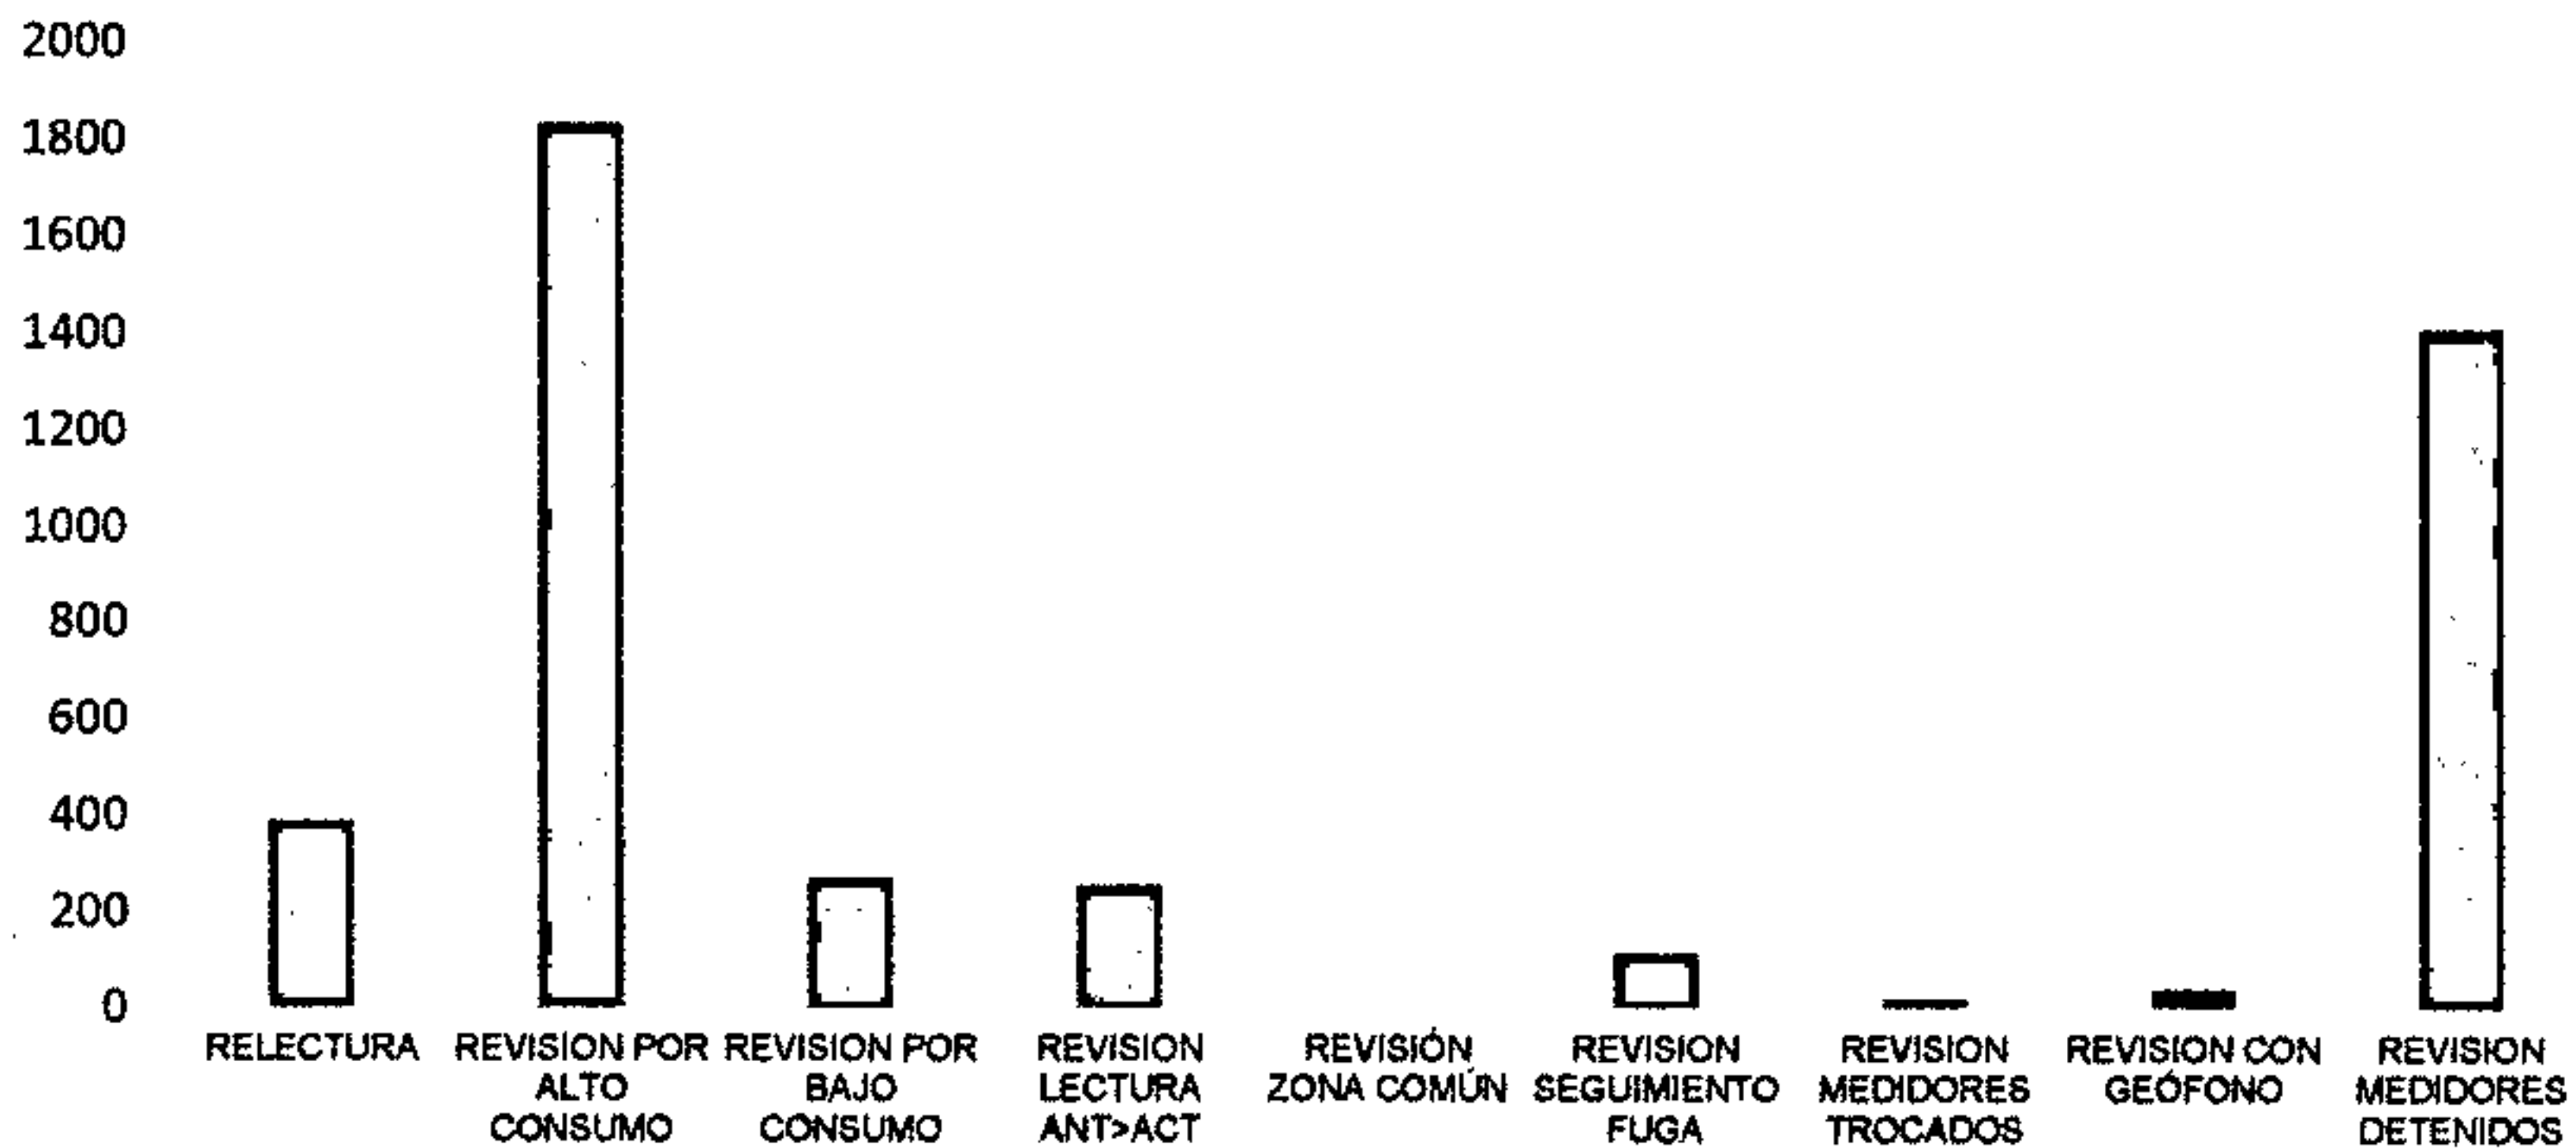 2000
1800
1600
1400
1200
1000
800
600
400
200
0
RELECTURA
REVISION POR
ALTO
CONSUMO
REVISION POR
BAJO
CONSUMO
REVISION
LECTURA
ANT>ACT
REVISIÓN
ZONA COMÚN
REVISION
SEGUIMIENTO
FUGA
REVISION
MEDIDORES
TROCADOS
REVISION CON
GEÓFONO
REVISION
MEDIDORES
DETENIDOS